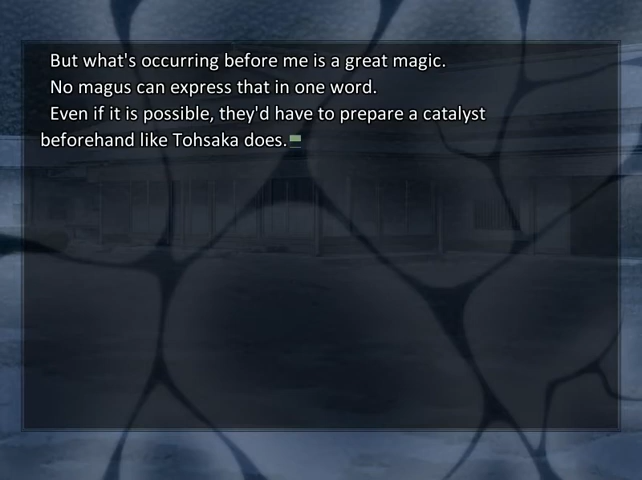 But what's occurring before me is a great magic.
No magus can express that in one word.
Even if it is possible, they'd have to prepare a catalyst
beforehand like Tohsaka does.